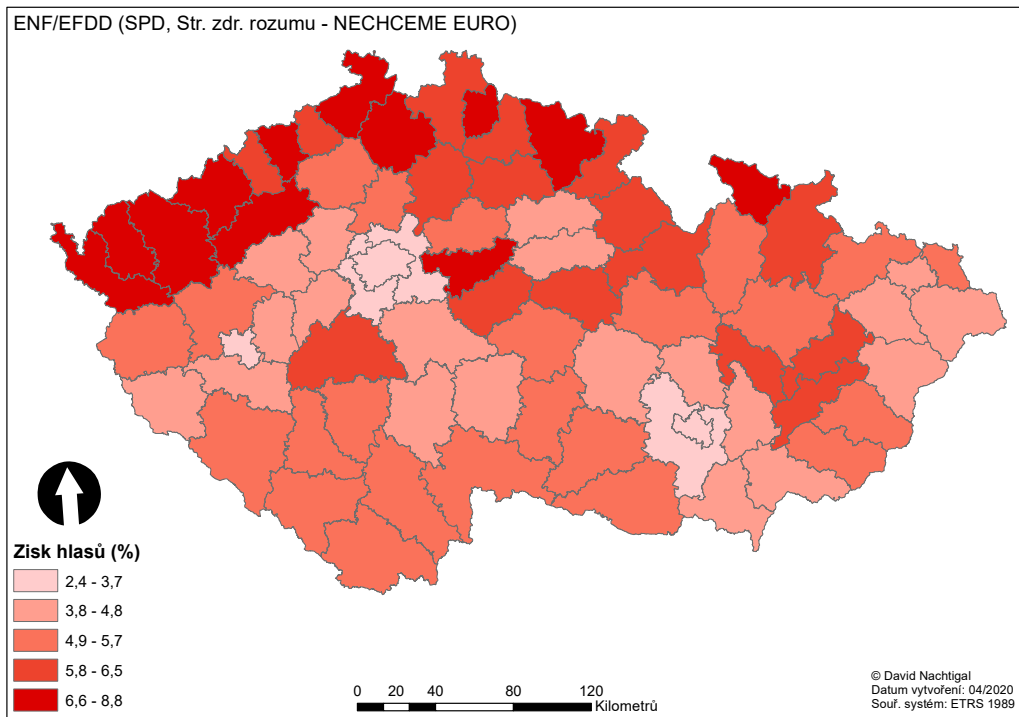 ENF/EFDD (SPD, Str. zdr. rozumu - NECHCEME EURO)
Zisk hlasů (%)
2,4 - 3,7
3,8 - 4,8
4,9 - 5,7
5,8 - 6,5
6,6 - 8,8
0 20 40 80 120
Kilometrů
© David Nachtigal
Datum vytvoření: 04/2020
Souř. systém: ETRS 1989